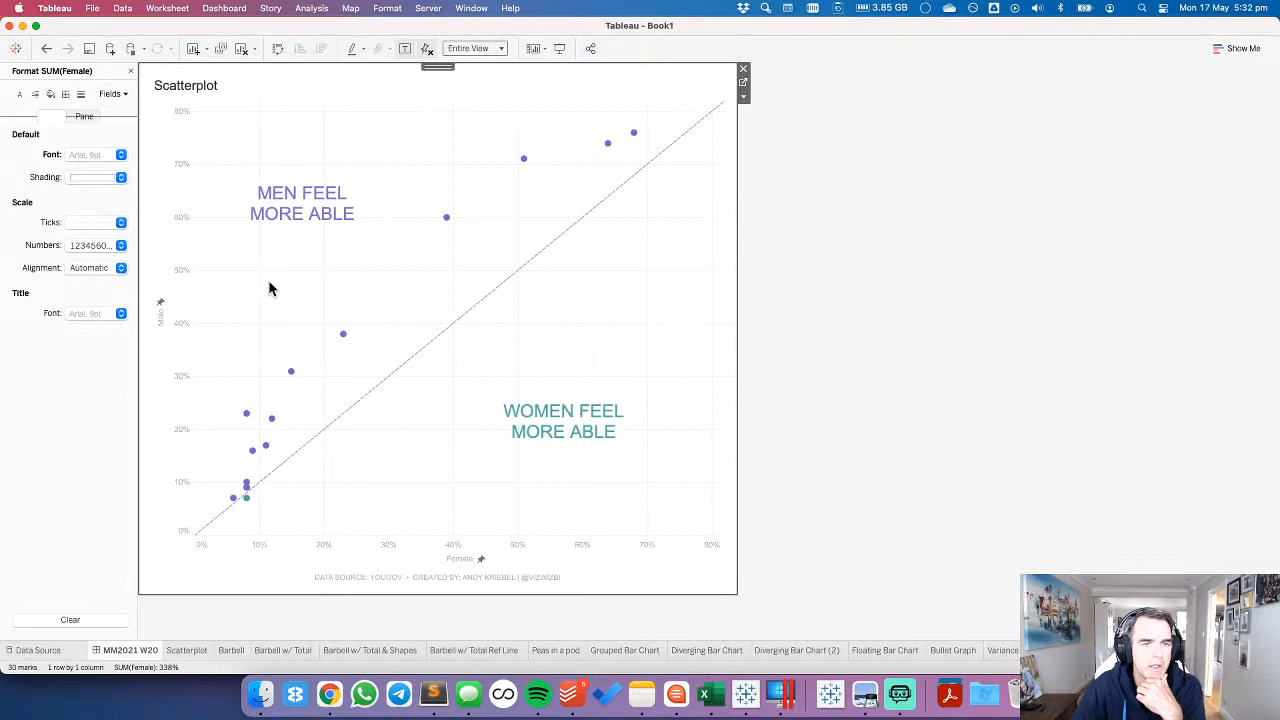 Tableau File Data Worksheet Dashboard Story Analysis Map Format Server Window Help 3.85 GB Mon 17 May 5:32 pm
Tableau - Book1
Entire View Show Me
Format SUM(Female)
Fields
Pane
Default
Font: Arial, 9pt
Shading:
Scale
Ticks:
Numbers: 1234560...
Alignment: Automatic
Title
Font: Arial, 9pt
Clear
Scatterplot
80%
70%
60%
50%
40%
30%
20%
10%
0%
Male
MEN FEEL
MORE ABLE
WOMEN FEEL
MORE ABLE
0% 10% 20% 30% 40% 50% 60% 70% 80%
Female
DATA SOURCE: YOUGOV • CREATED BY: ANDY KRIEBEL | @VIZWIZBI
Data Source MM2021 W20 Scatterplot Barbell Barbell w/ Total Barbell w/ Total & Shapes Barbell w/ Total Ref Line Peas in a pod Grouped Bar Chart Diverging Bar Chart Diverging Bar Chart (2) Floating Bar Chart Bullet Graph Variance
30 marks 1 row by 1 column SUM(Female): 338%